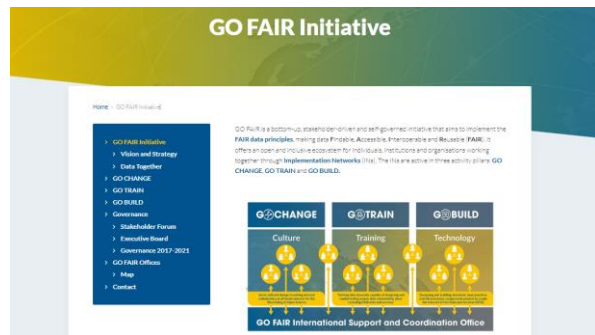 GO FAIR Initiative
Home > GO FAIR Initiative
> GO FAIR Initiative
> Vision and Strategy
> Data Together
> GO CHANGE
> GO TRAIN
> GO BUILD
> Governance
> Stakeholder Forum
> Executive Board
> Governance 2017-2021
> GO FAIR Offices
> Map
> Contact
GO FAIR is a bottom-up, stakeholder-driven and self-governed initiative that aims to implement the
FAIR data principles, making data Findable, Accessible, Interoperable and Reusable (FAIR). It
offers an open and inclusive ecosystem for individuals, institutions and organisations working
together through Implementation Networks (INs). The INs are active in three activity pillars: GO
CHANGE, GO TRAIN and GO BUILD.
GO CHANGE GO TRAIN GO BUILD
Culture Training Technology
GO FAIR International Support and Coordination Office